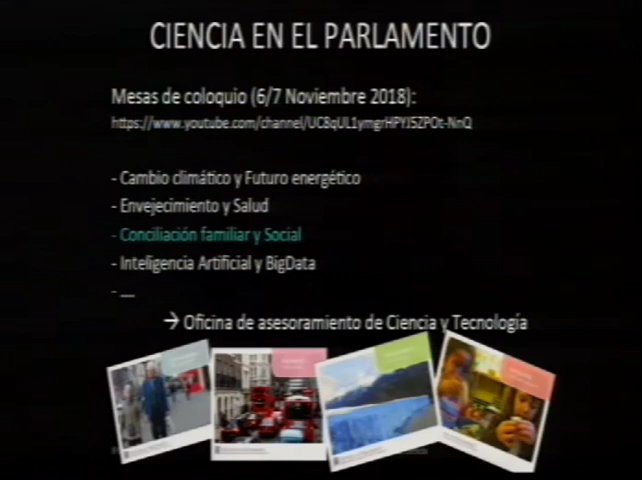 CIENCIA EN EL PARLAMENTO
Mesas de coloquio (6/7 Noviembre 2018):
https://www.youtube.com/channel/UC8qUL1ymgrHPYJ5ZPOt-NnQ
- Cambio climático y Futuro energético
- Envejecimiento y Salud
- Conciliación familiar y Social
- Inteligencia Artificial y BigData
- ....
→ Oficina de asesoramiento de Ciencia y Tecnología